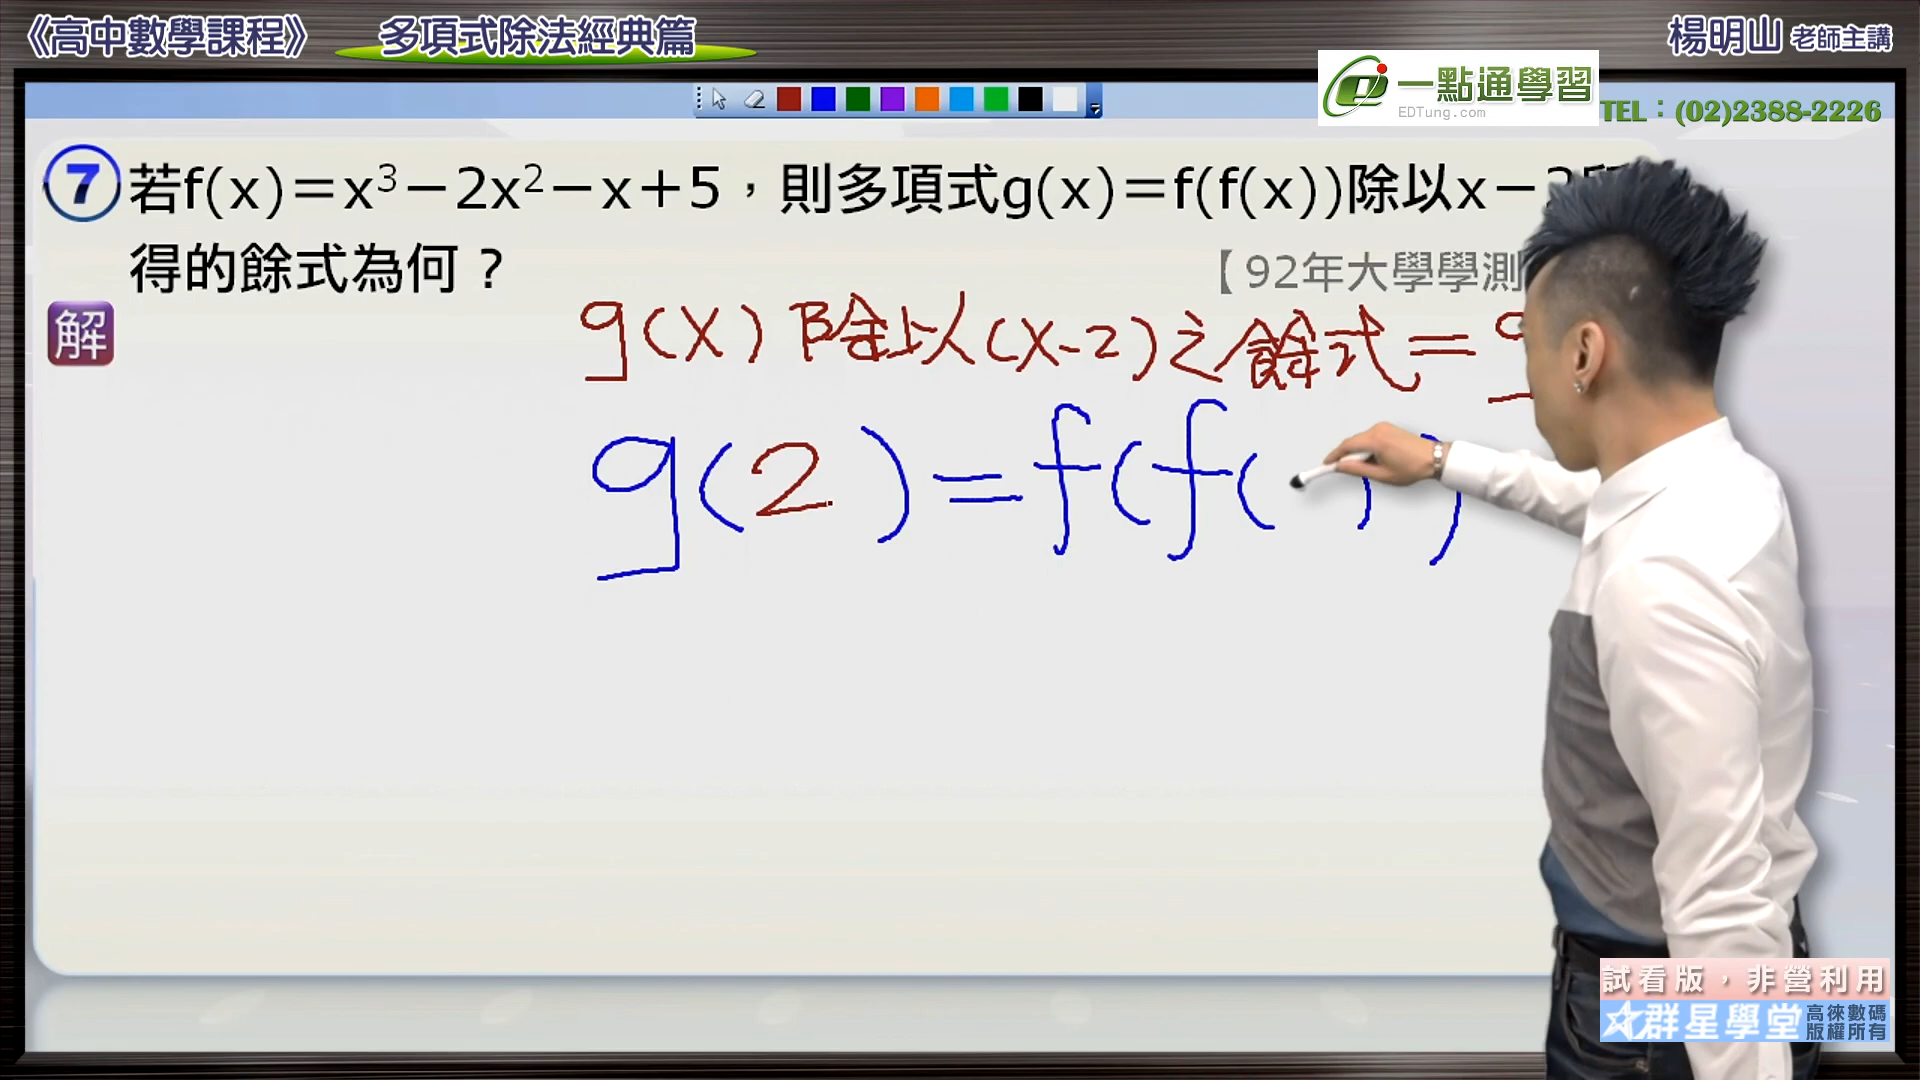 《高中數學課程》 多項式除法經典篇 楊明山 老師主講
一點通學習
EDTung.com
TEL：(02)2388-2226
7 若f(x)＝x³－2x²－x＋5，則多項式g(x)＝f(f(x))除以x－
得的餘式為何？
【92年大學學測
解
g(x) 除以(x-2)之餘式=
g(2)=f(f( ))
試看版，非營利用
群星學堂 高徠數碼
版權所有